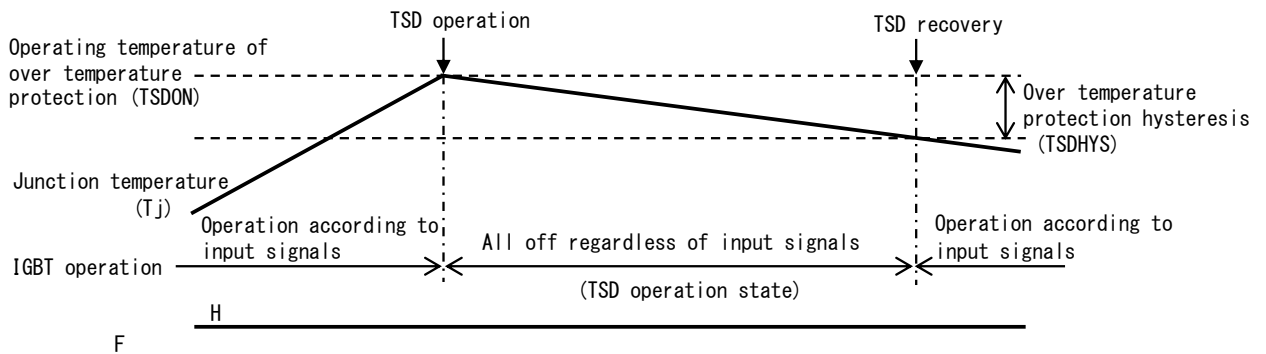 TSD operation
TSD recovery
Operating temperature of
over temperature
protection (TSDON)
Over temperature
protection hysteresis
(TSDHYS)
Junction temperature
(Tj)
Operation according to
input signals
All off regardless of input signals
Operation according to
input signals
IGBT operation
(TSD operation state)
H
F